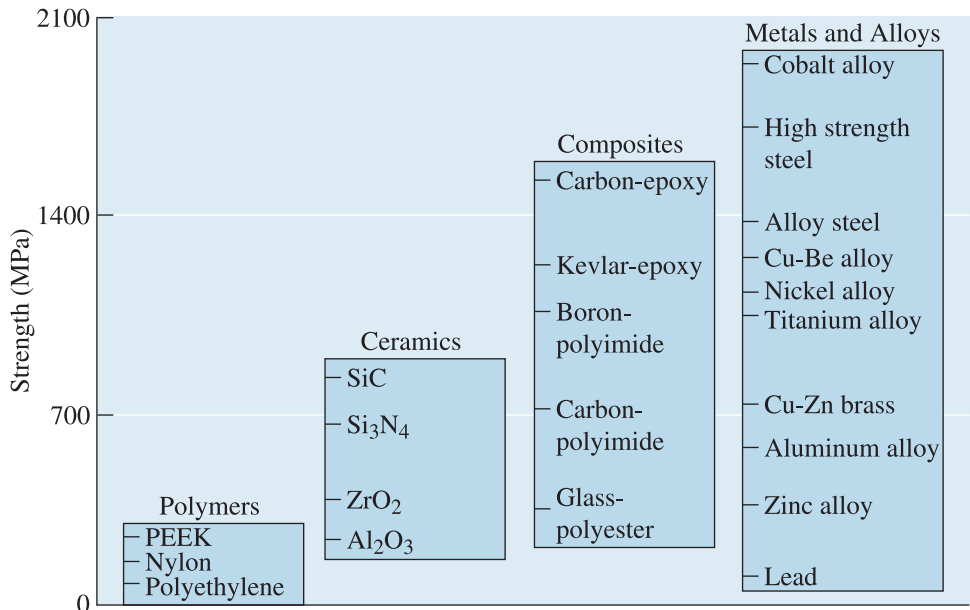 Strength (MPa)
2100
1400
700
0
Polymers
PEEK
Nylon
Polyethylene
Ceramics
SiC
Si₃N₄
ZrO₂
Al₂O₃
Composites
Carbon-epoxy
Kevlar-epoxy
Boron-
polyimide
Carbon-
polyimide
Glass-
polyester
Metals and Alloys
Cobalt alloy
High strength
steel
Alloy steel
Cu-Be alloy
Nickel alloy
Titanium alloy
Cu-Zn brass
Aluminum alloy
Zinc alloy
Lead